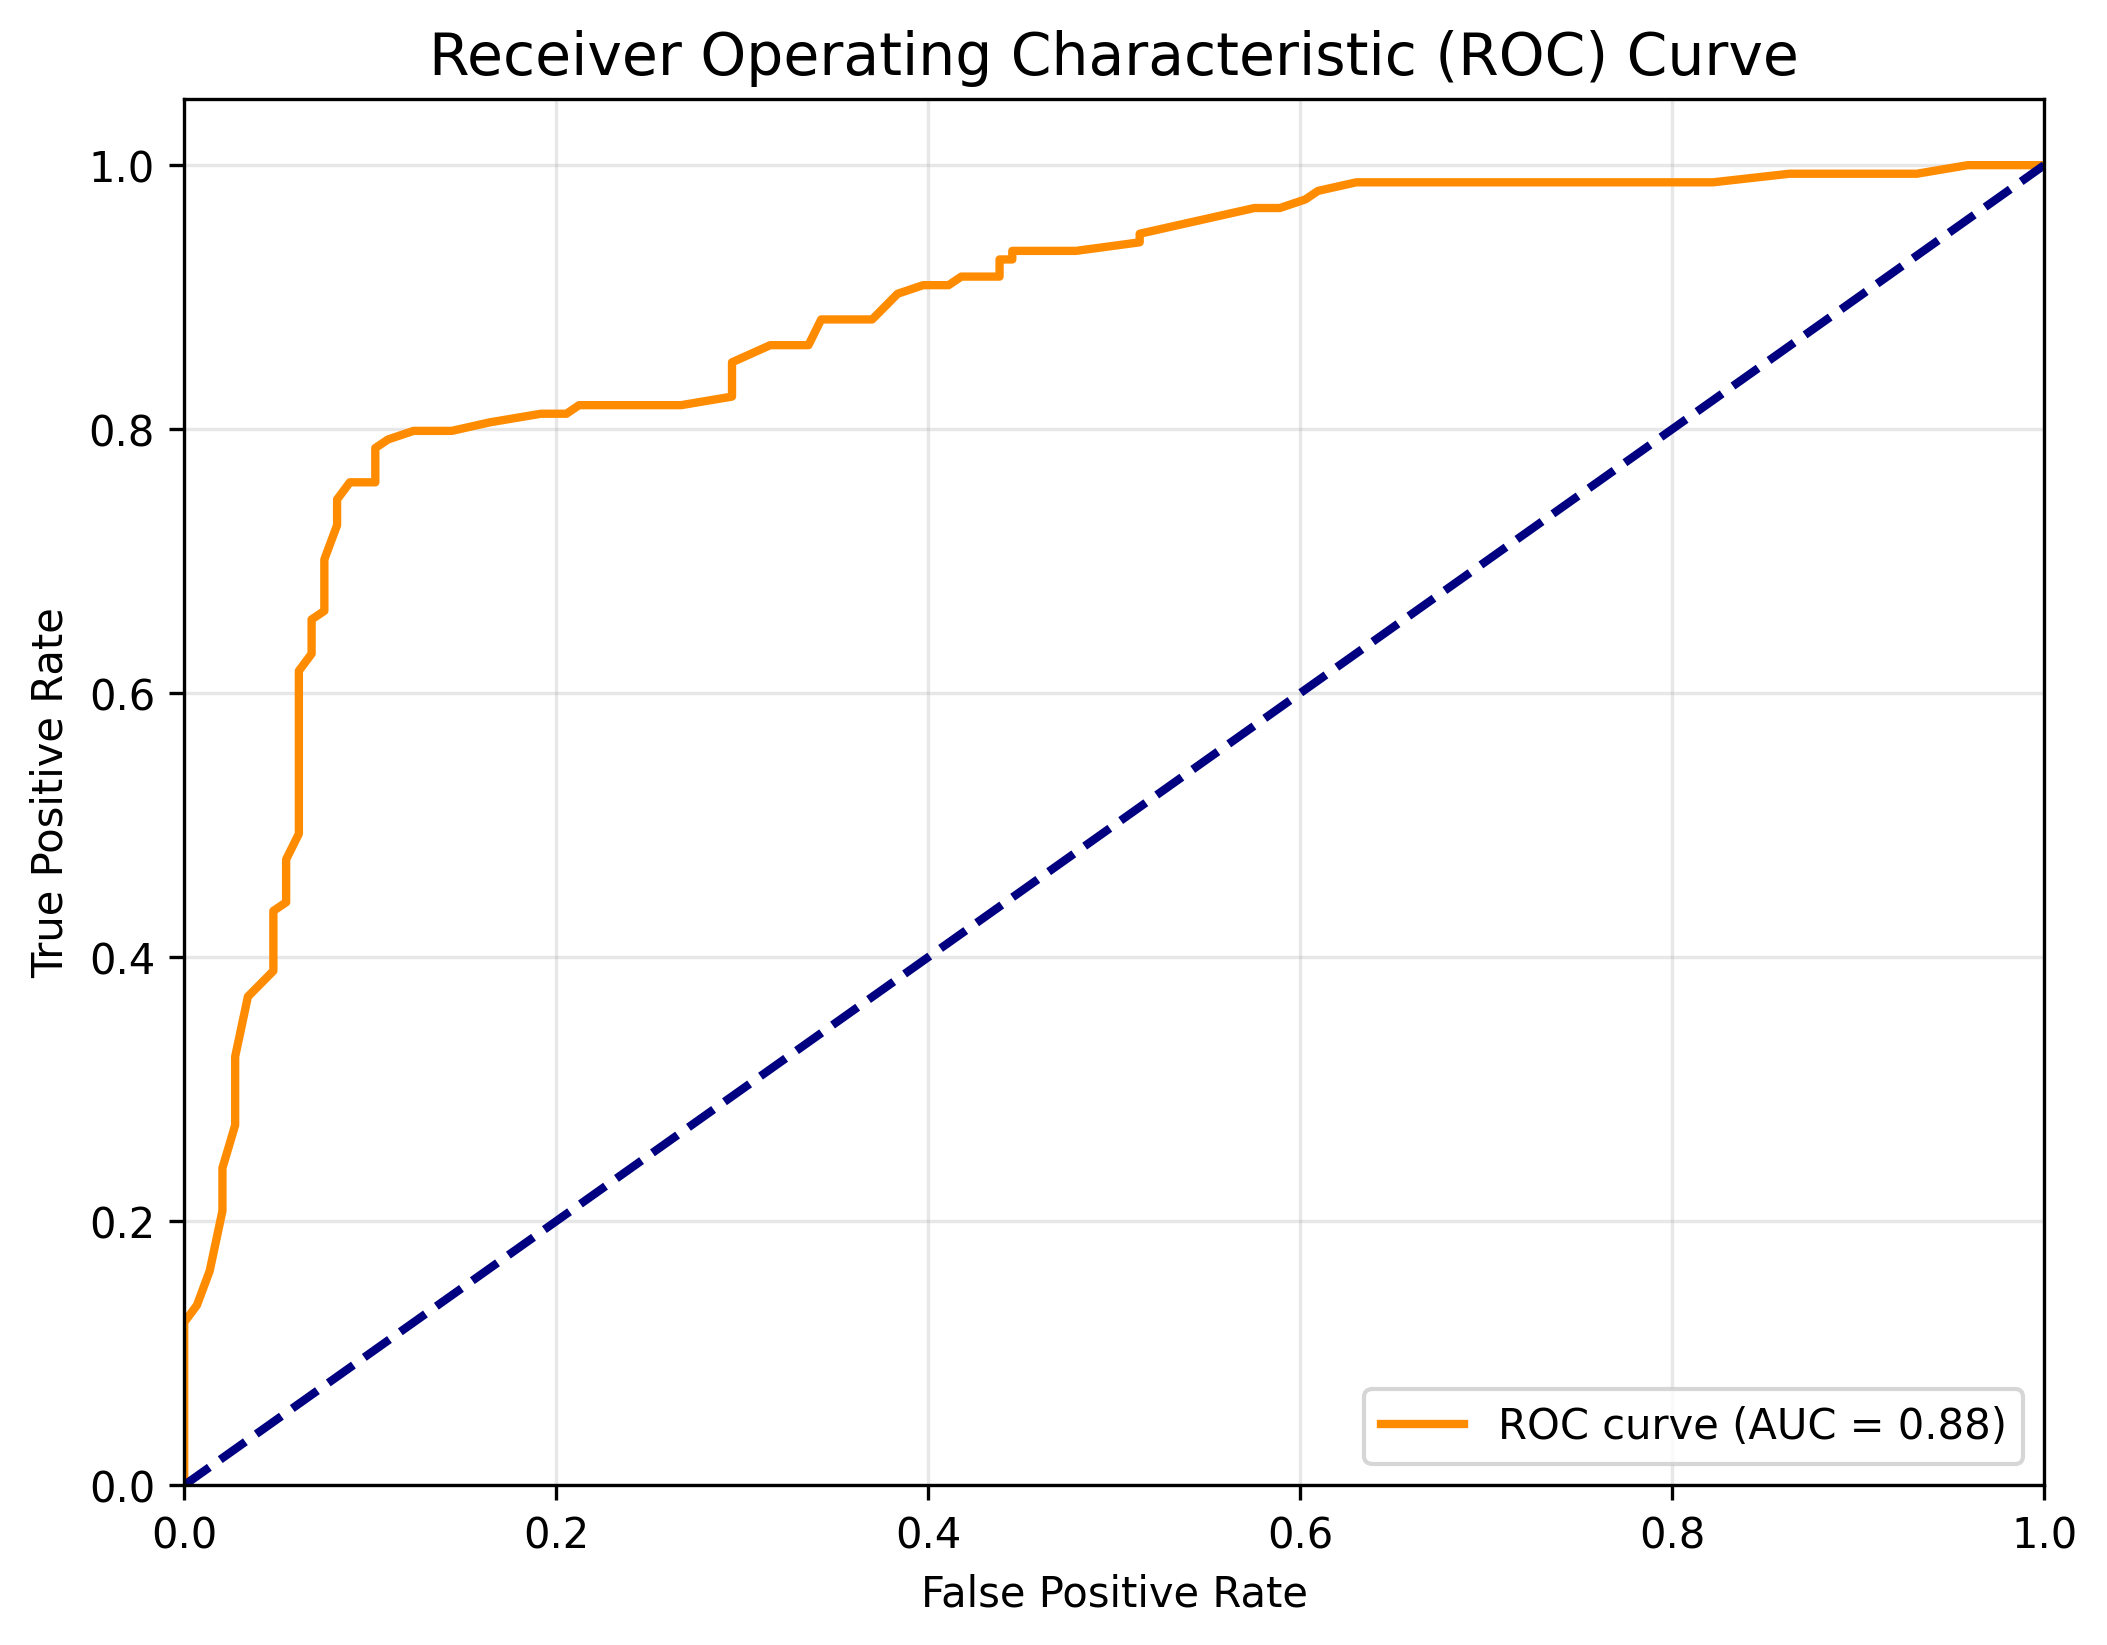 Receiver Operating Characteristic (ROC) Curve
True Positive Rate
1.0
0.8
0.6
0.4
0.2
0.0
ROC curve (AUC = 0.88)
0.0 0.2 0.4 0.6 0.8 1.0
False Positive Rate